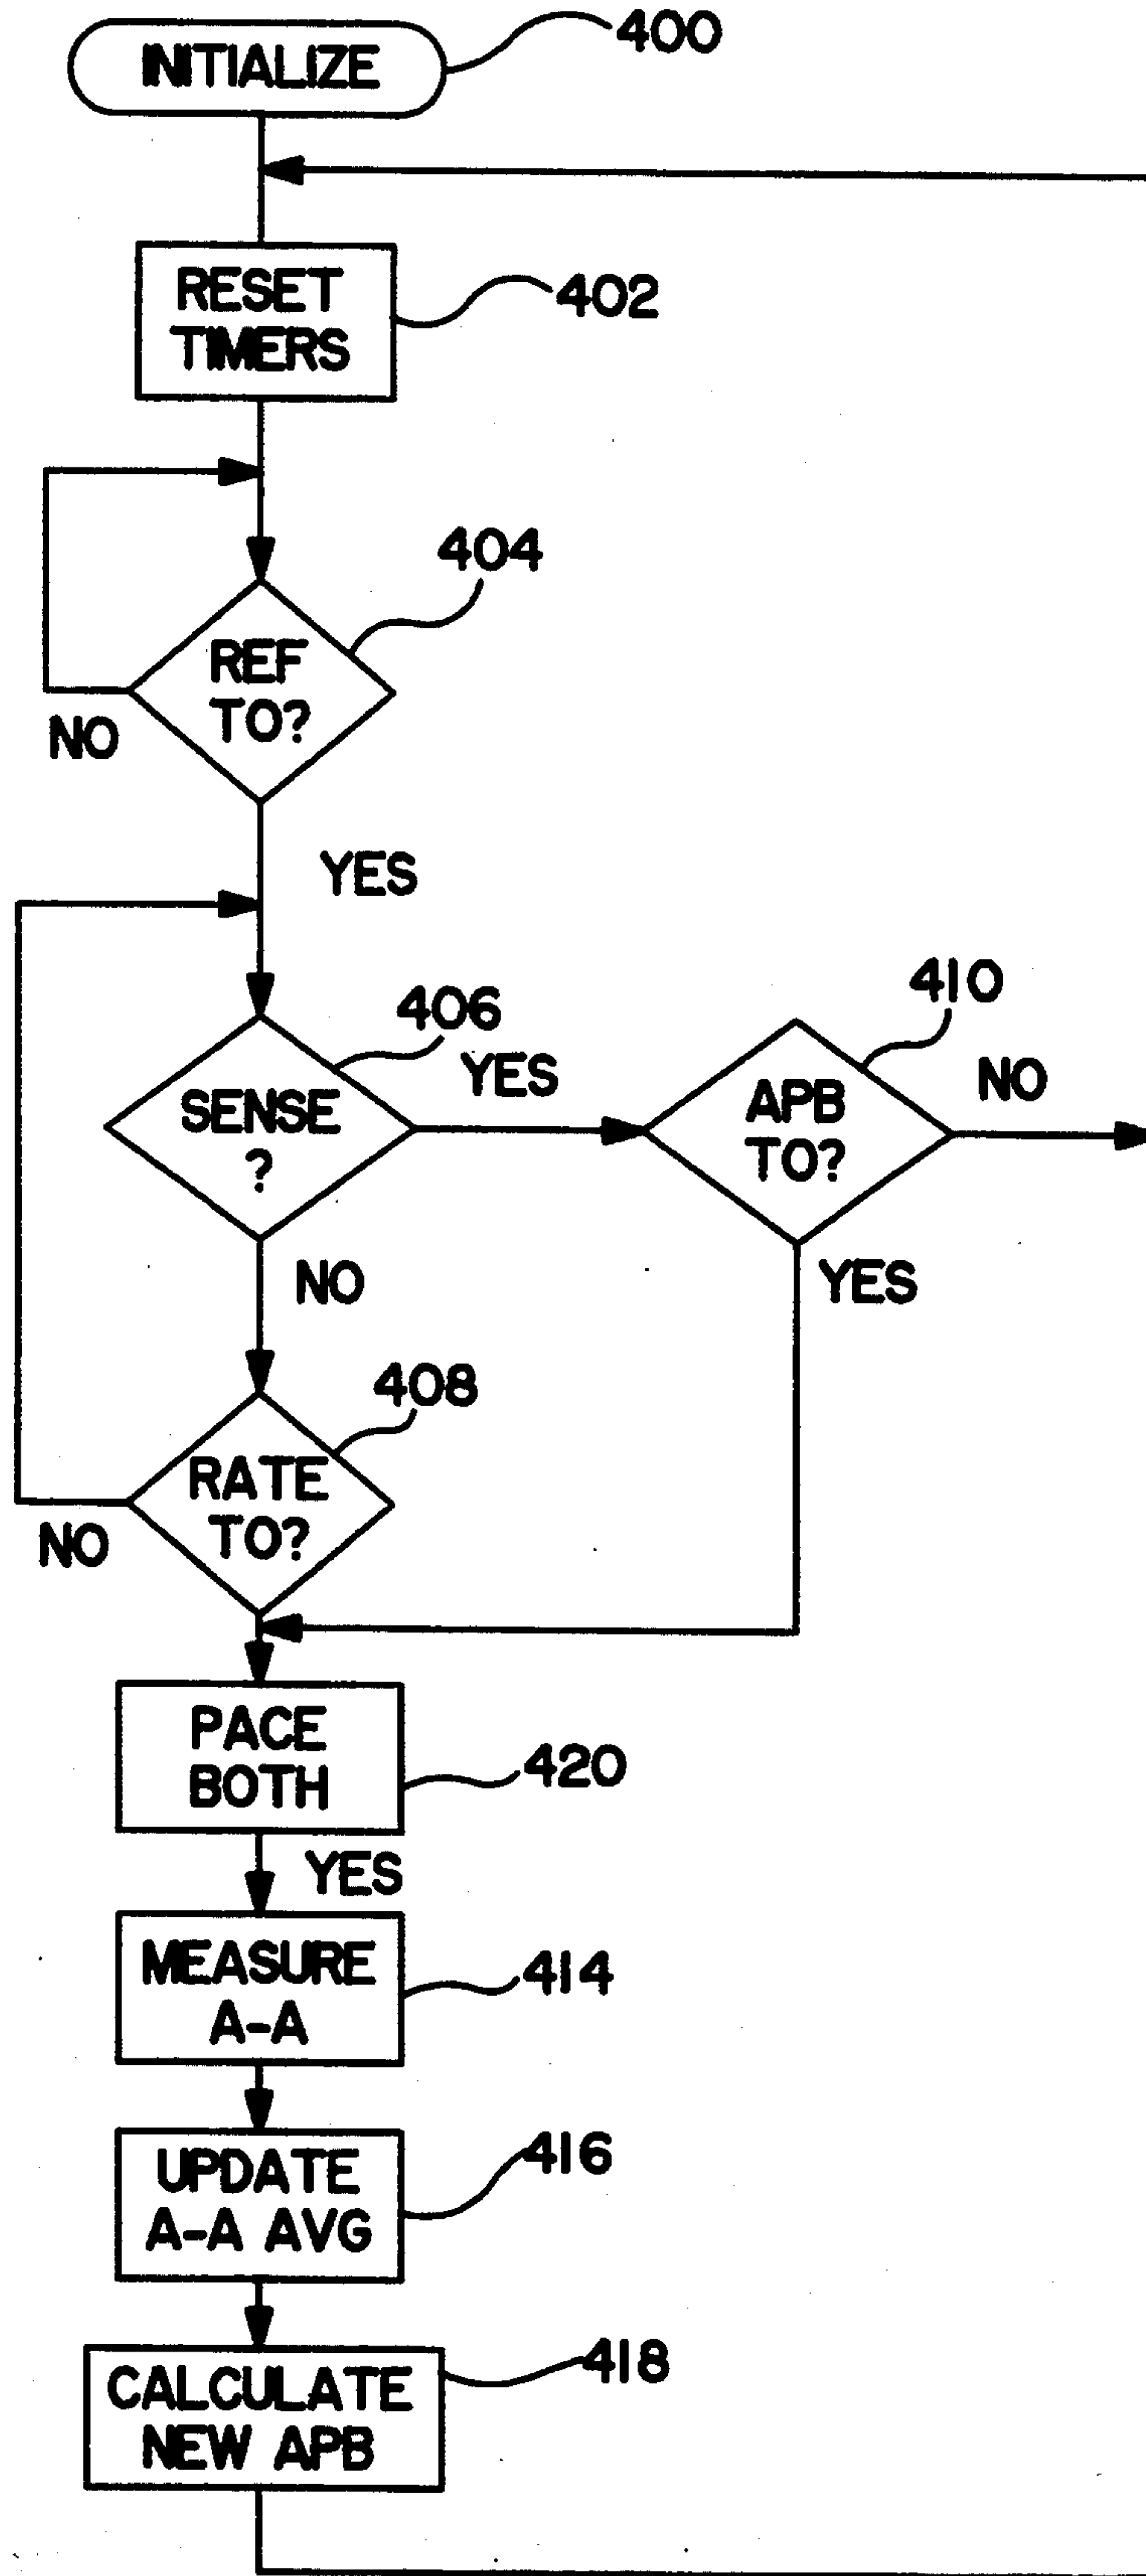 INITIALIZE
400
RESET
TIMERS
402
404
REF
TO?
NO
YES
406
SENSE
?
YES
410
APB
TO?
NO
NO
YES
408
RATE
TO?
NO
PACE
BOTH
420
YES
MEASURE
A-A
414
UPDATE
A-A AVG
416
CALCULATE
NEW APB
418